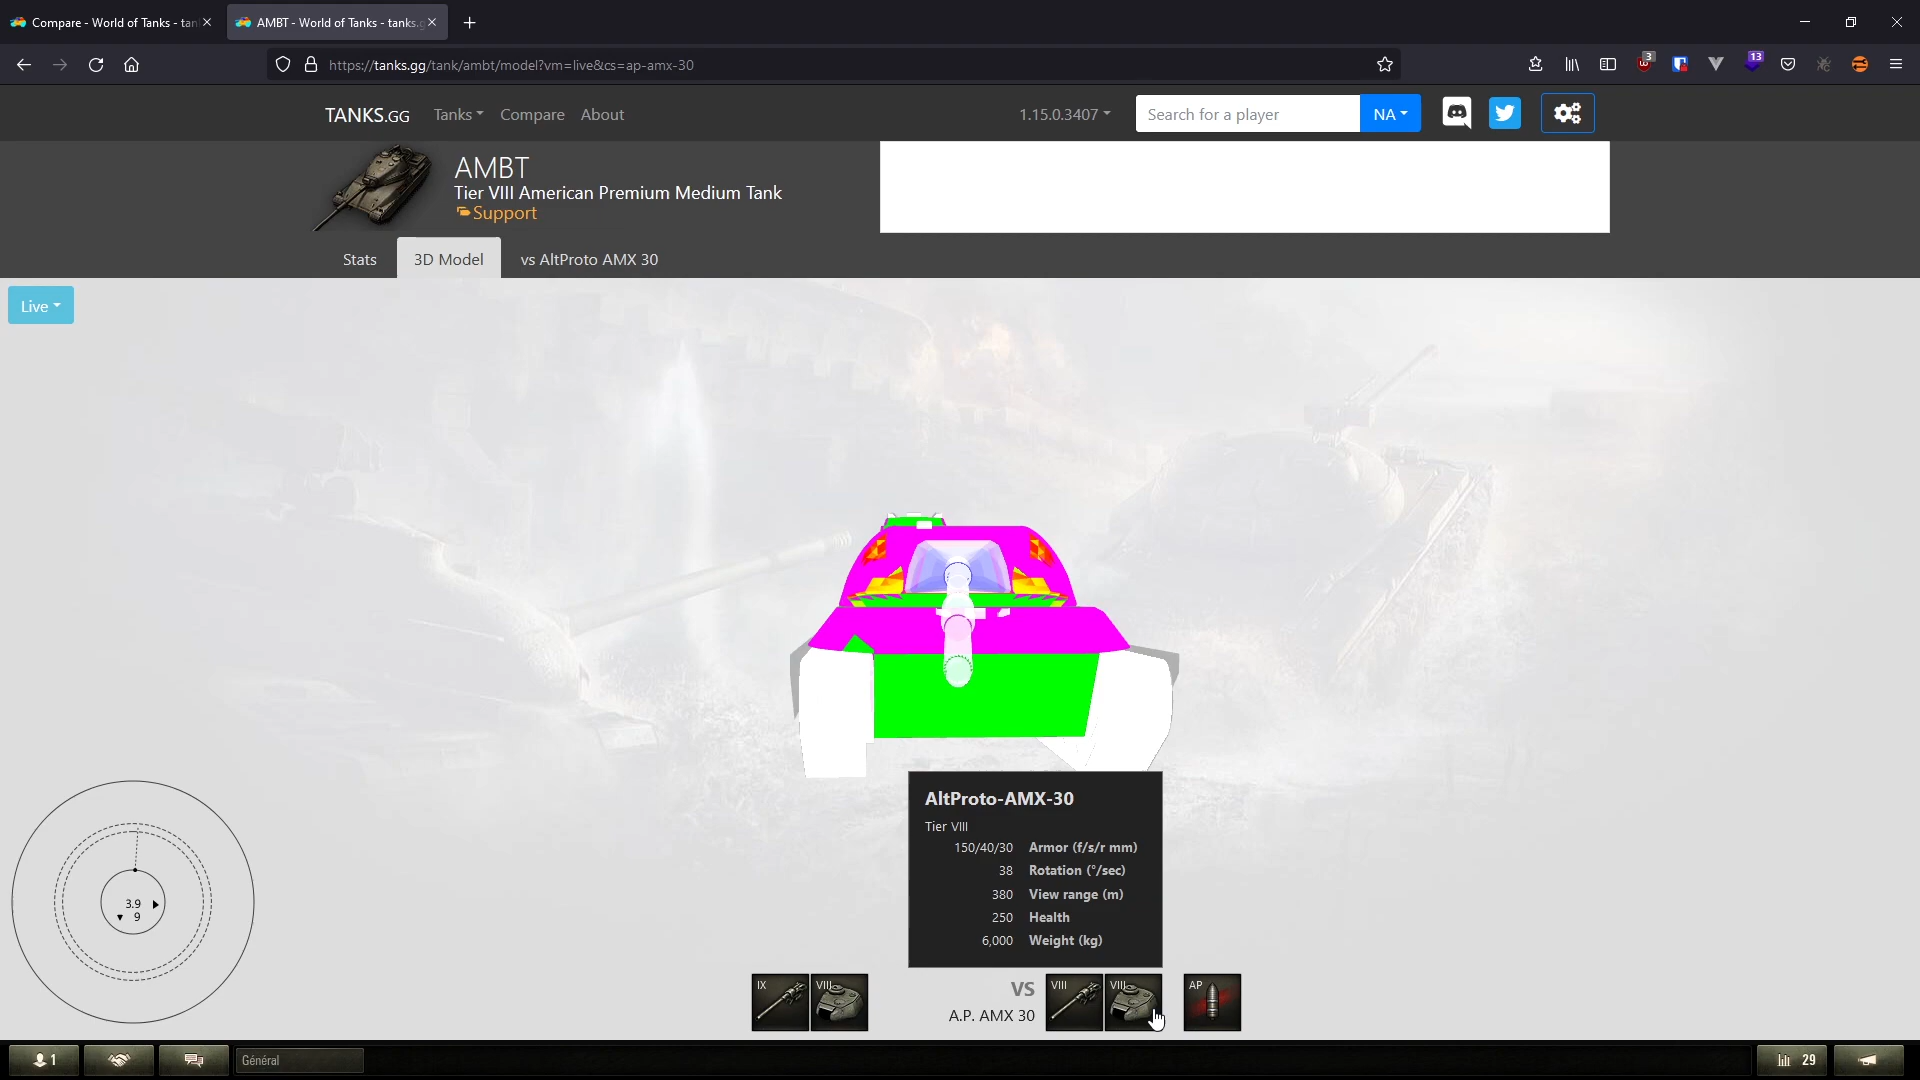 Compare - World of Tanks - tan
AMBT - World of Tanks - tanks.g
https://tanks.gg/tank/ambt/model?vm=live&cs=ap-amx-30
3
13
TANKS.GG
Tanks
Compare
About
1.15.0.3407
Search for a player
NA
AMBT
Tier VIII American Premium Medium Tank
Support
Stats
3D Model
vs AltProto AMX 30
Live
3.9
9
AltProto-AMX-30
Tier VIII
150/40/30 Armor (f/s/r mm)
38 Rotation (°/sec)
380 View range (m)
250 Health
6,000 Weight (kg)
IX
VIII
VS
A.P. AMX 30
VIII
VIII
AP
1
Général
29